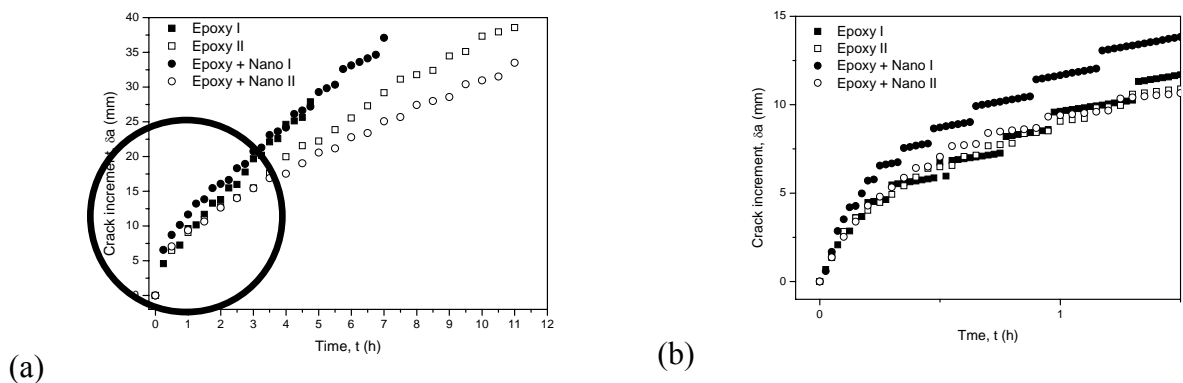 40
35
30
25
20
15
10
5
0
Crack increment, δa (mm)
Epoxy I
Epoxy II
Epoxy + Nano I
Epoxy + Nano II
0 1 2 3 4 5 6 7 8 9 10 11 12
Time, t (h)
(a)
15
10
5
0
Crack increment, δa (mm)
Epoxy I
Epoxy II
Epoxy + Nano I
Epoxy + Nano II
0 1
Tme, t (h)
(b)